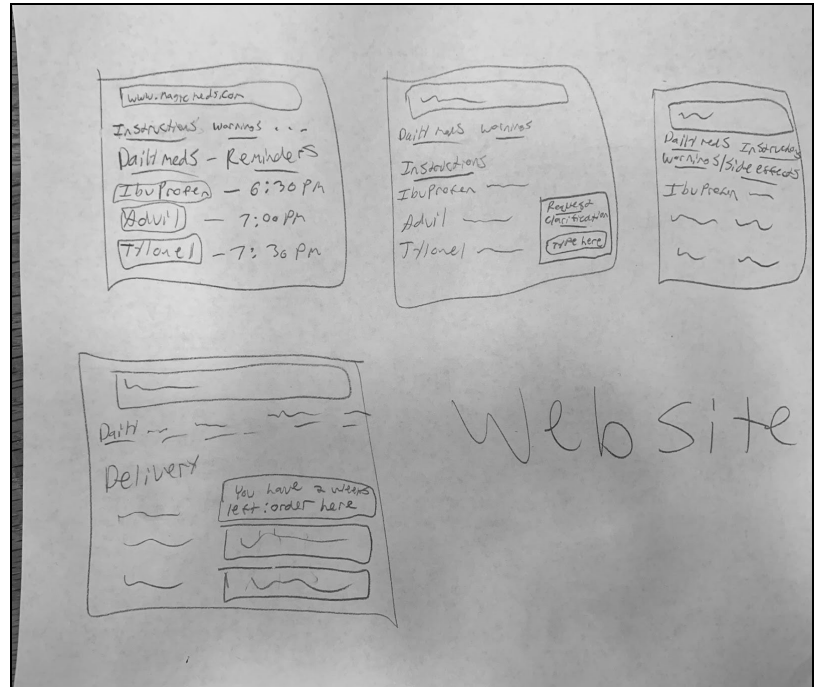 www.magicmeds.com
Instructions warnings ...
Daily meds - Reminders
Ibuprofen - 6:30 PM
Advil - 7:00 PM
Tylonel - 7:30 PM
Daily meds warnings
Instructions
Ibuprofen
Advil
Tylonel
Request
clarification
Type here
Daily meds Instructions
warnings/side effects
Ibuprofen
Daily
Delivery
You have 2 weeks
left: order here
Website